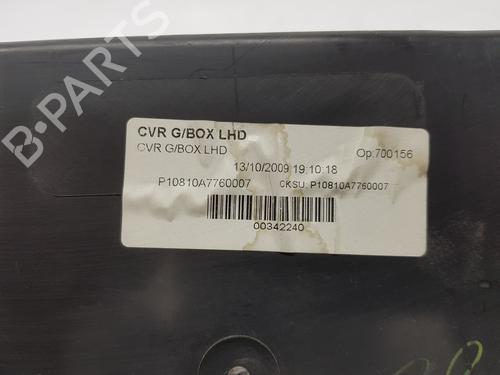 B-PARTS
CVR G/BOX LHD
CVR G/BOX LHD Op:700156
13/10/2009 19:10:18
P10810A7760007 CKSU: P10810A7760007
00342240